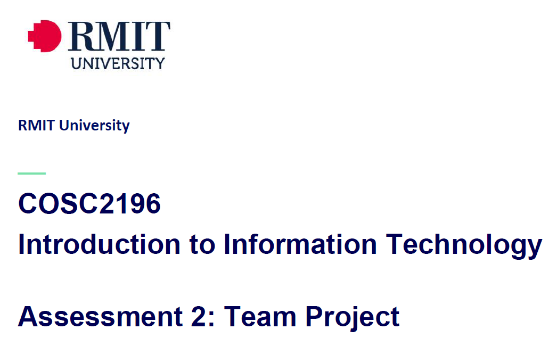 RMIT
UNIVERSITY
RMIT University
COSC2196
Introduction to Information Technology
Assessment 2: Team Project